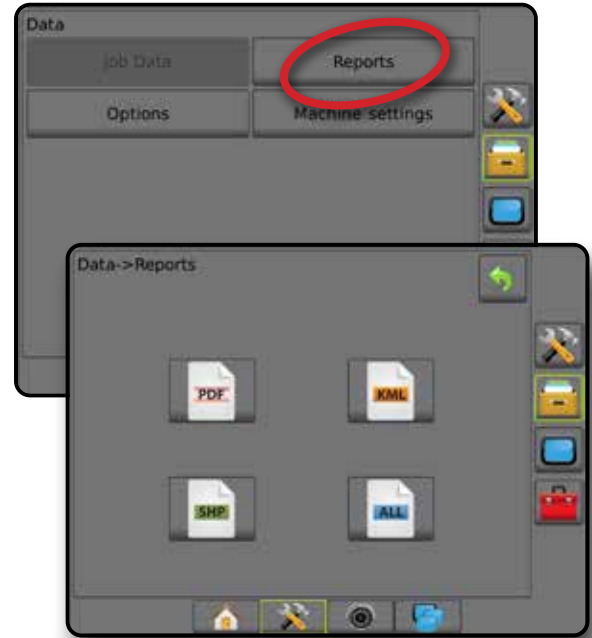 Data
Job Data
Reports
Options
Machine settings
Data->Reports
PDF
KML
SHP
ALL